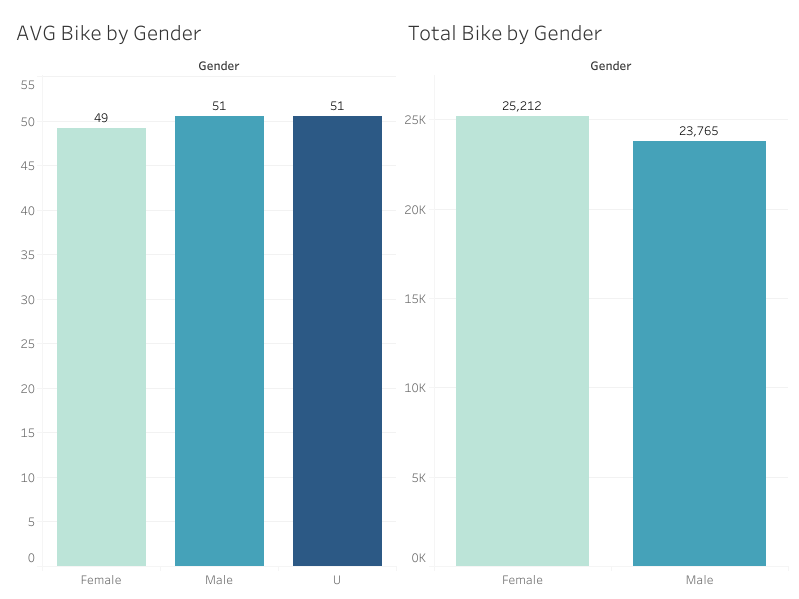 AVG Bike by Gender
Gender
55
50
45
40
35
30
25
20
15
10
5
0
49
51
51
Female
Male
U
Total Bike by Gender
Gender
25K
20K
15K
10K
5K
0K
25,212
23,765
Female
Male